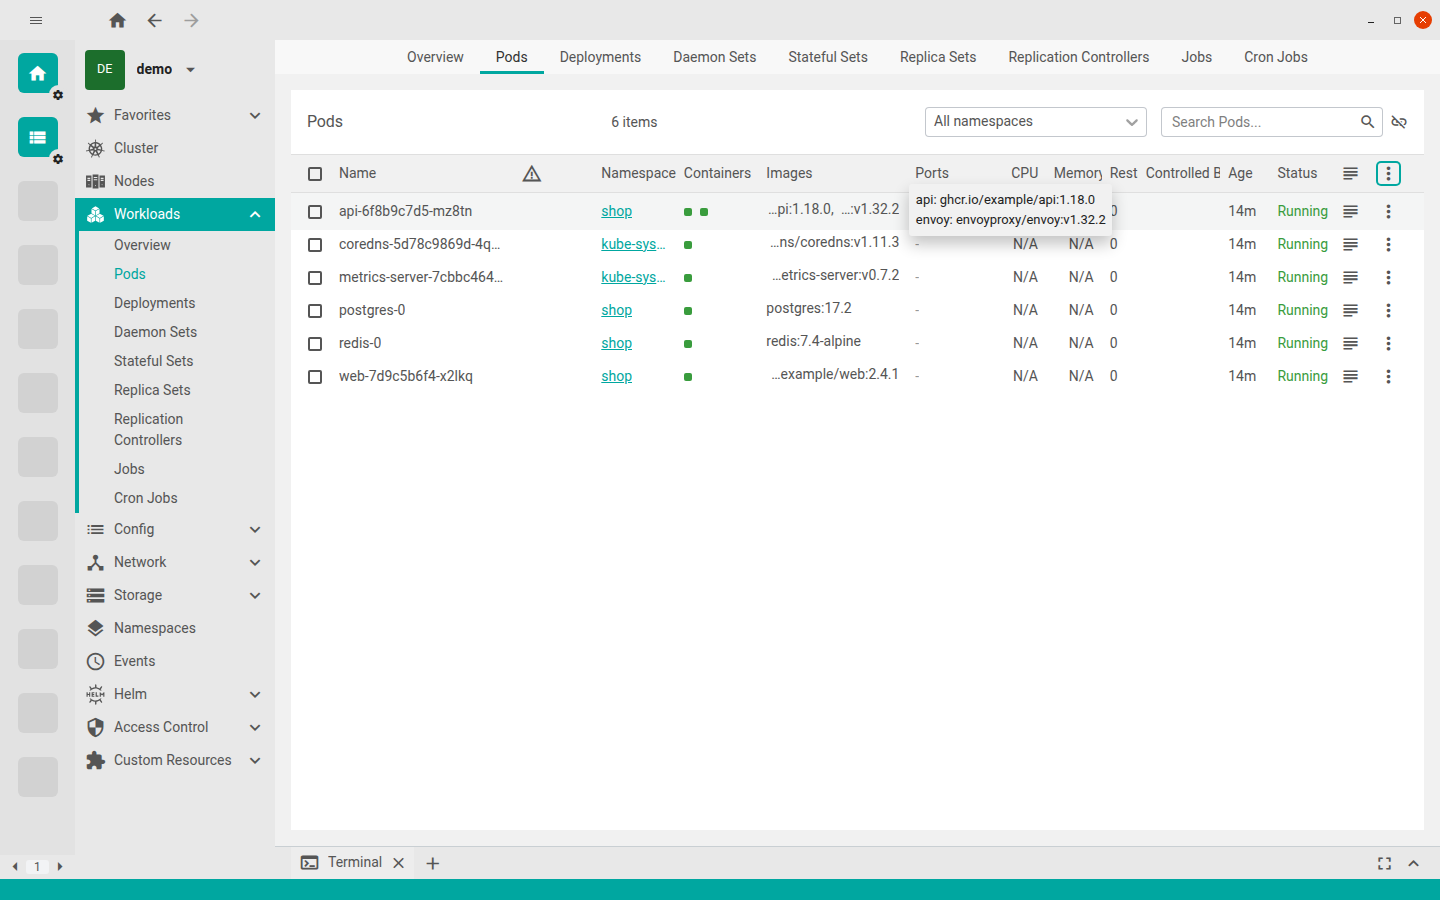 DE demo
Favorites
Cluster
Nodes
Workloads
Overview
Pods
Deployments
Daemon Sets
Stateful Sets
Replica Sets
Replication
Controllers
Jobs
Cron Jobs
Config
Network
Storage
Namespaces
Events
HELM Helm
Access Control
Custom Resources
1
Overview Pods Deployments Daemon Sets Stateful Sets Replica Sets Replication Controllers Jobs Cron Jobs
Pods 6 items All namespaces Search Pods...
Name Namespace Containers Images Ports CPU Memory Rest Controlled B Age Status
api-6f8b9c7d5-mz8tn shop ...pi:1.18.0, ...:v1.32.2 0 14m Running
api: ghcr.io/example/api:1.18.0
envoy: envoyproxy/envoy:v1.32.2
coredns-5d78c9869d-4q... kube-sys... ...ns/coredns:v1.11.3 - N/A N/A 0 14m Running
metrics-server-7cbbc464... kube-sys... ...etrics-server:v0.7.2 - N/A N/A 0 14m Running
postgres-0 shop postgres:17.2 - N/A N/A 0 14m Running
redis-0 shop redis:7.4-alpine - N/A N/A 0 14m Running
web-7d9c5b6f4-x2lkq shop ...example/web:2.4.1 - N/A N/A 0 14m Running
Terminal